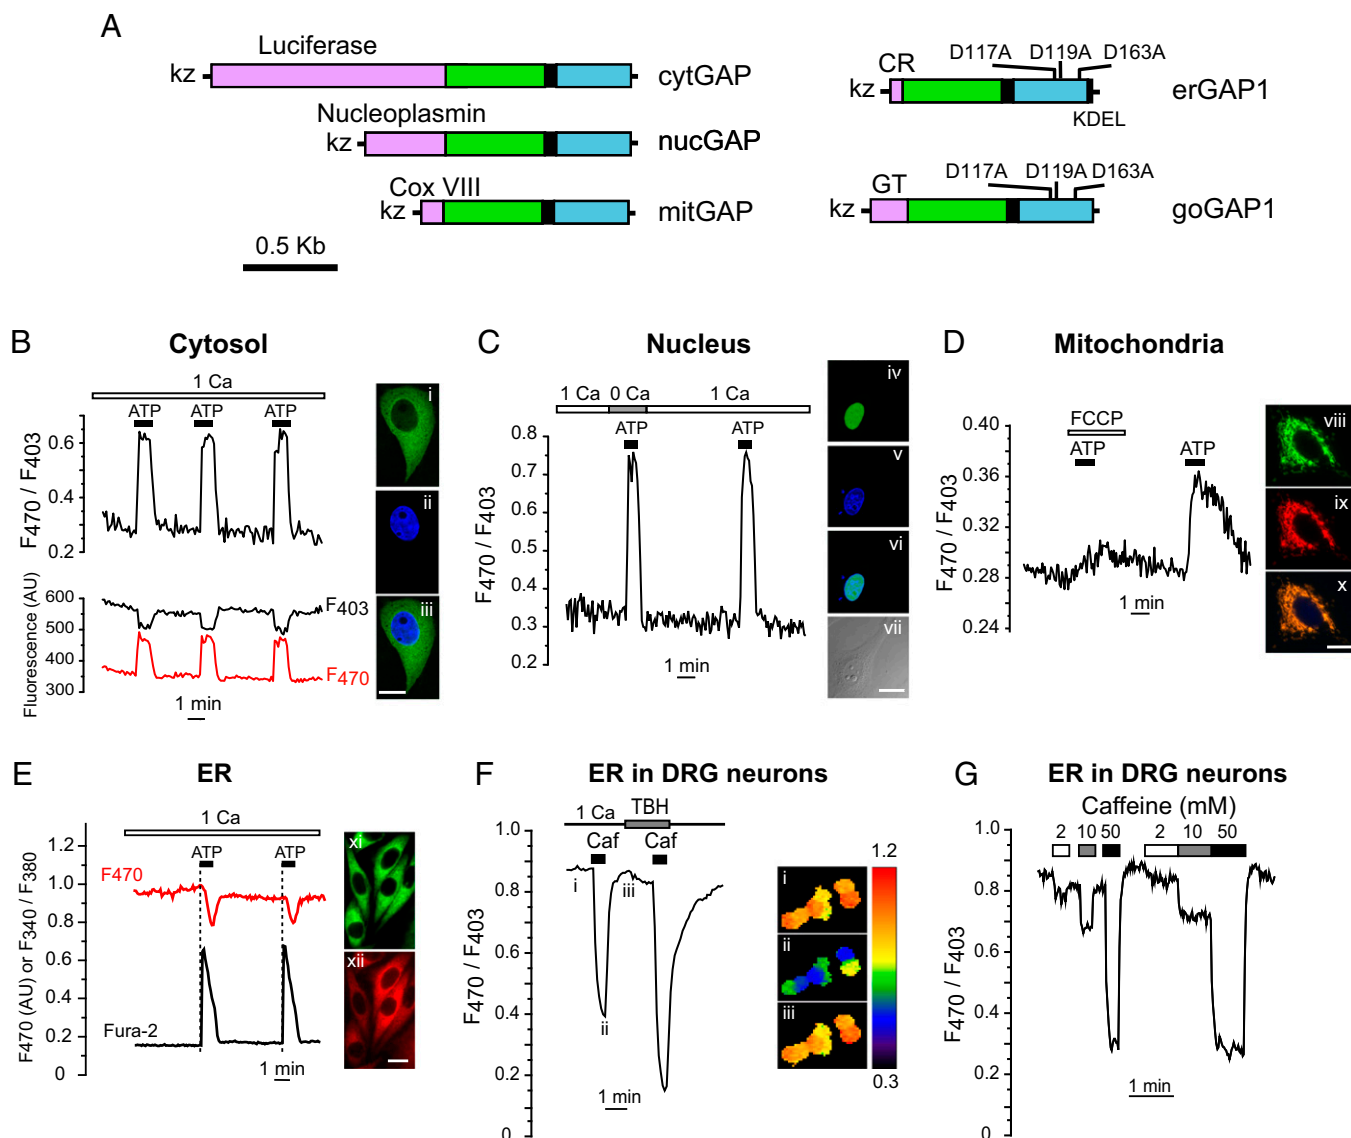 A
Luciferase
kz
cytGAP
Nucleoplasmin
kz
nucGAP
Cox VIII
kz
mitGAP
0.5 Kb
D117A D119A D163A
CR
kz
erGAP1
KDEL
D117A D119A D163A
GT
kz
goGAP1
B Cytosol
1 Ca
ATP ATP ATP
F470 / F403
0.6
0.4
0.2
Fluorescence (AU)
600
500
400
300
F403
F470
1 min
i
ii
iii
C Nucleus
1 Ca 0 Ca 1 Ca
ATP ATP
F470 / F403
0.8
0.7
0.6
0.5
0.4
0.3
0.2
1 min
iv
v
vi
vii
D Mitochondria
FCCP
ATP ATP
F470 / F403
0.40
0.36
0.32
0.28
0.24
1 min
viii
ix
x
E ER
1 Ca
ATP ATP
F470 (AU) or F340 / F380
1.2
1.0
0.8
0.6
0.4
0.2
0
F470
Fura-2
1 min
xi
xii
F ER in DRG neurons
1 Ca TBH
Caf Caf
F470 / F403
1.0
0.8
0.6
0.4
0.2
0
i
ii
iii
1 min
i
ii
iii
1.2
0.3
G ER in DRG neurons
Caffeine (mM)
2 10 50 2 10 50
F470 / F403
1.0
0.8
0.6
0.4
0.2
0
1 min